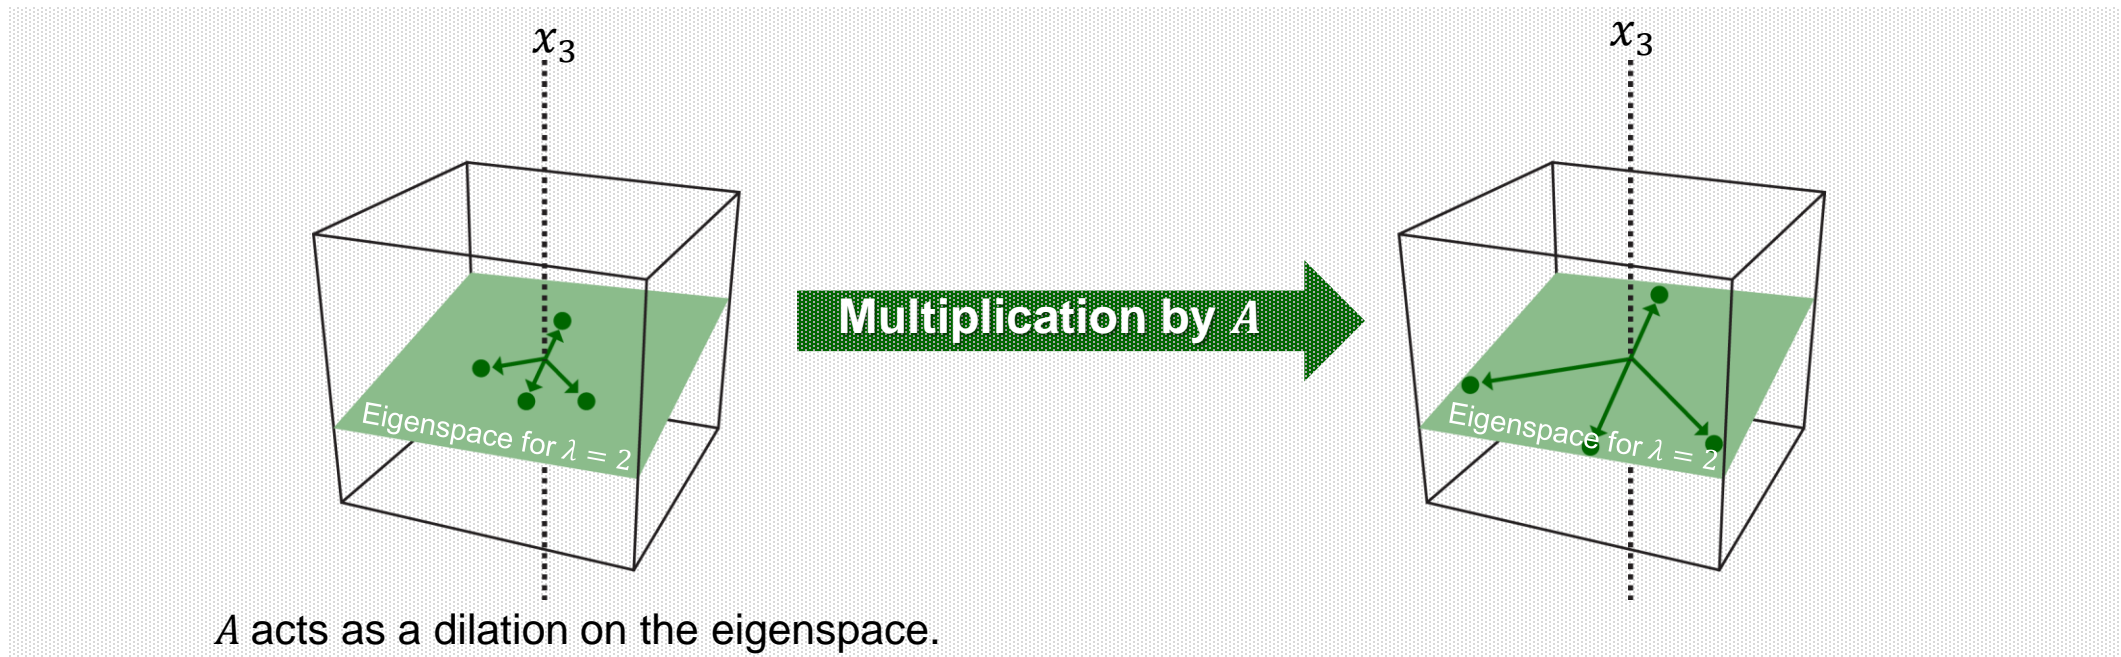 x₃
x₃
Multiplication by A
Eigenspace for λ = 2
Eigenspace for λ = 2
A acts as a dilation on the eigenspace.